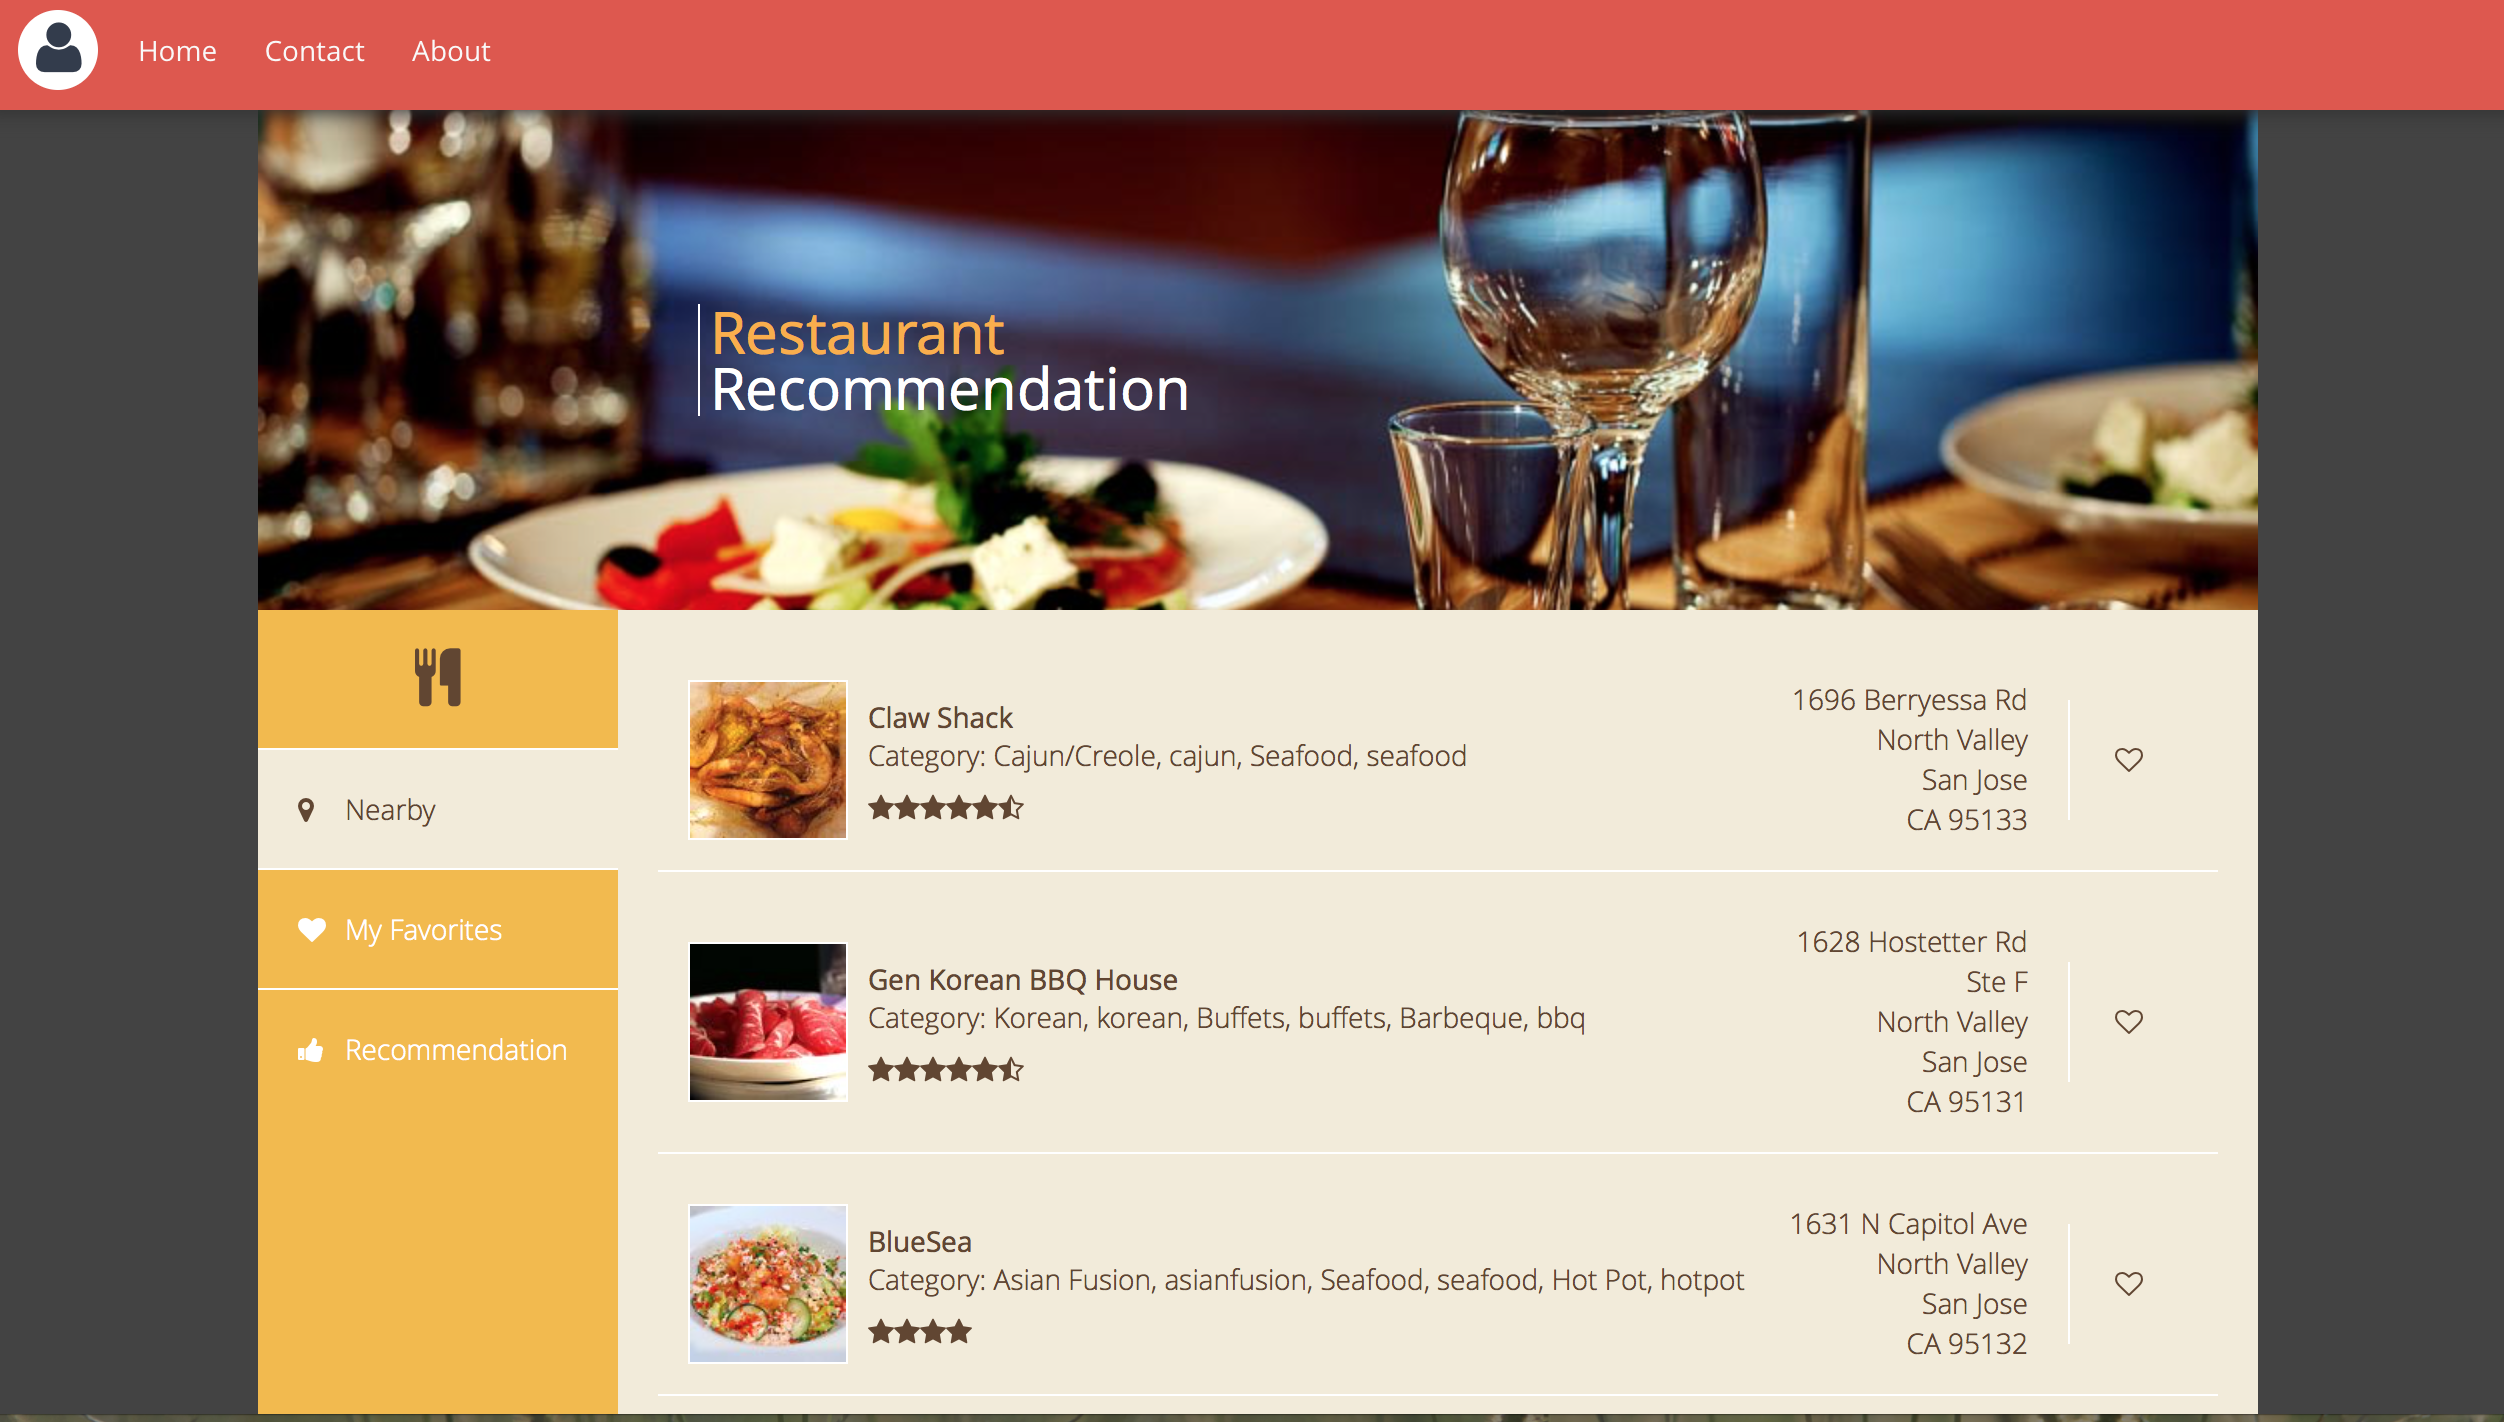 Home Contact About
Restaurant
Recommendation
Nearby
My Favorites
Recommendation
Claw Shack
Category: Cajun/Creole, cajun, Seafood, seafood
1696 Berryessa Rd
North Valley
San Jose
CA 95133
Gen Korean BBQ House
Category: Korean, korean, Buffets, buffets, Barbeque, bbq
1628 Hostetter Rd
Ste F
North Valley
San Jose
CA 95131
BlueSea
Category: Asian Fusion, asianfusion, Seafood, seafood, Hot Pot, hotpot
1631 N Capitol Ave
North Valley
San Jose
CA 95132